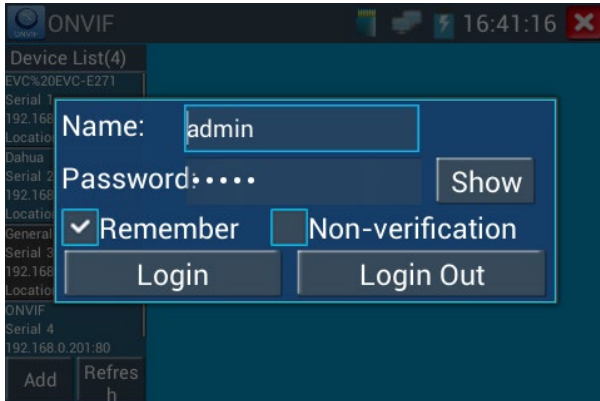 ONVIF
ONVIF 16:41:16
Device List(4)
EVC%20EVC-E271
Serial 1
192.168
Location
Name: admin
Dahua
Serial 2
Password: •••••
Show
192.168
Location
General
Remember
Non-verification
Serial 3
192.168
Login
Login Out
Location
ONVIF
Serial 4
192.168.0.201:80
Add
Refres
h